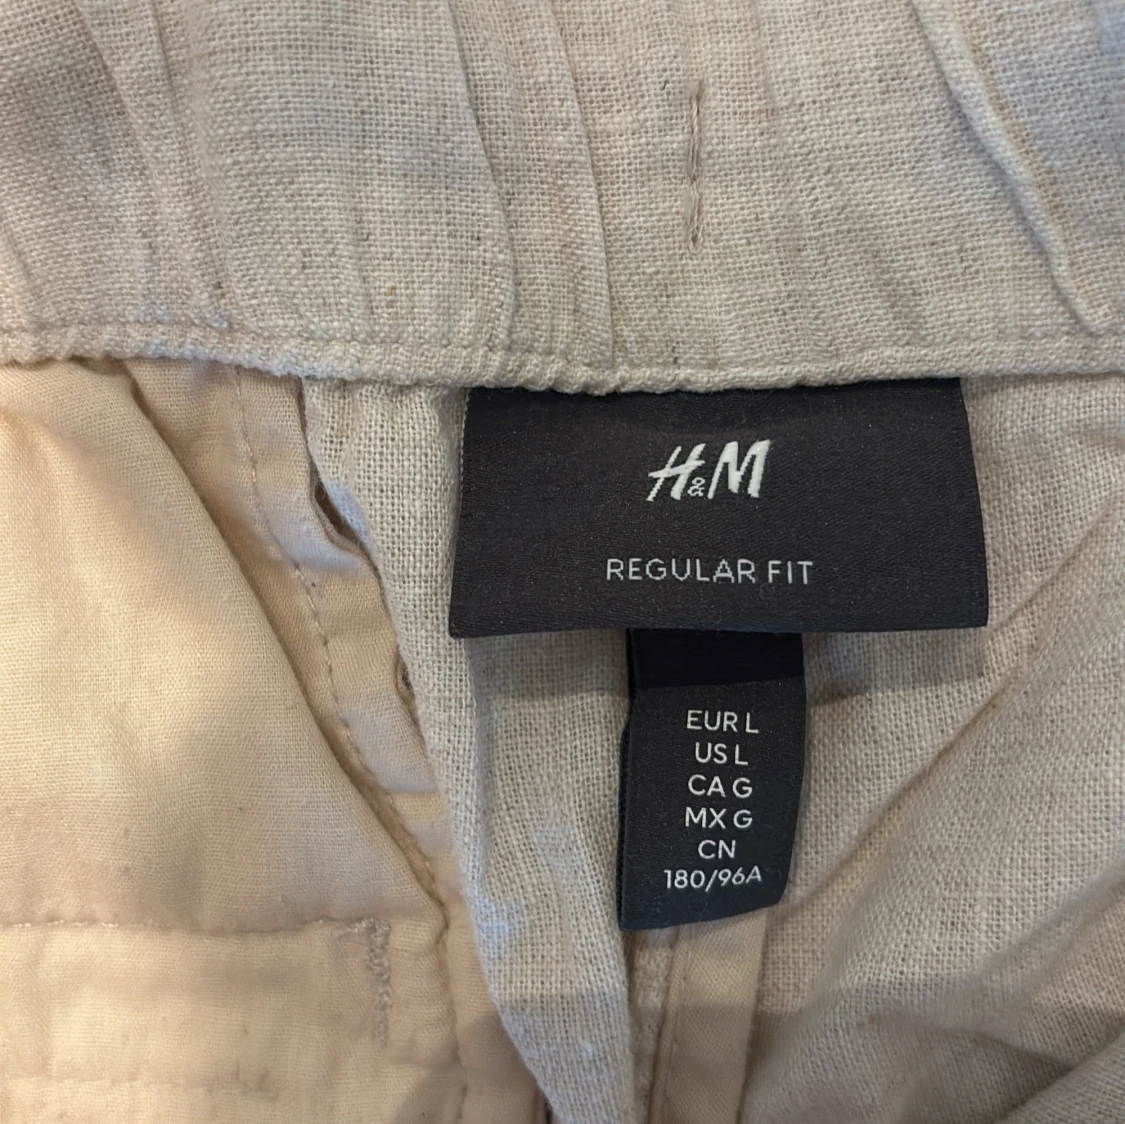 H&M
REGULAR FIT
EUR L
US L
CA G
MX G
CN
180/96A